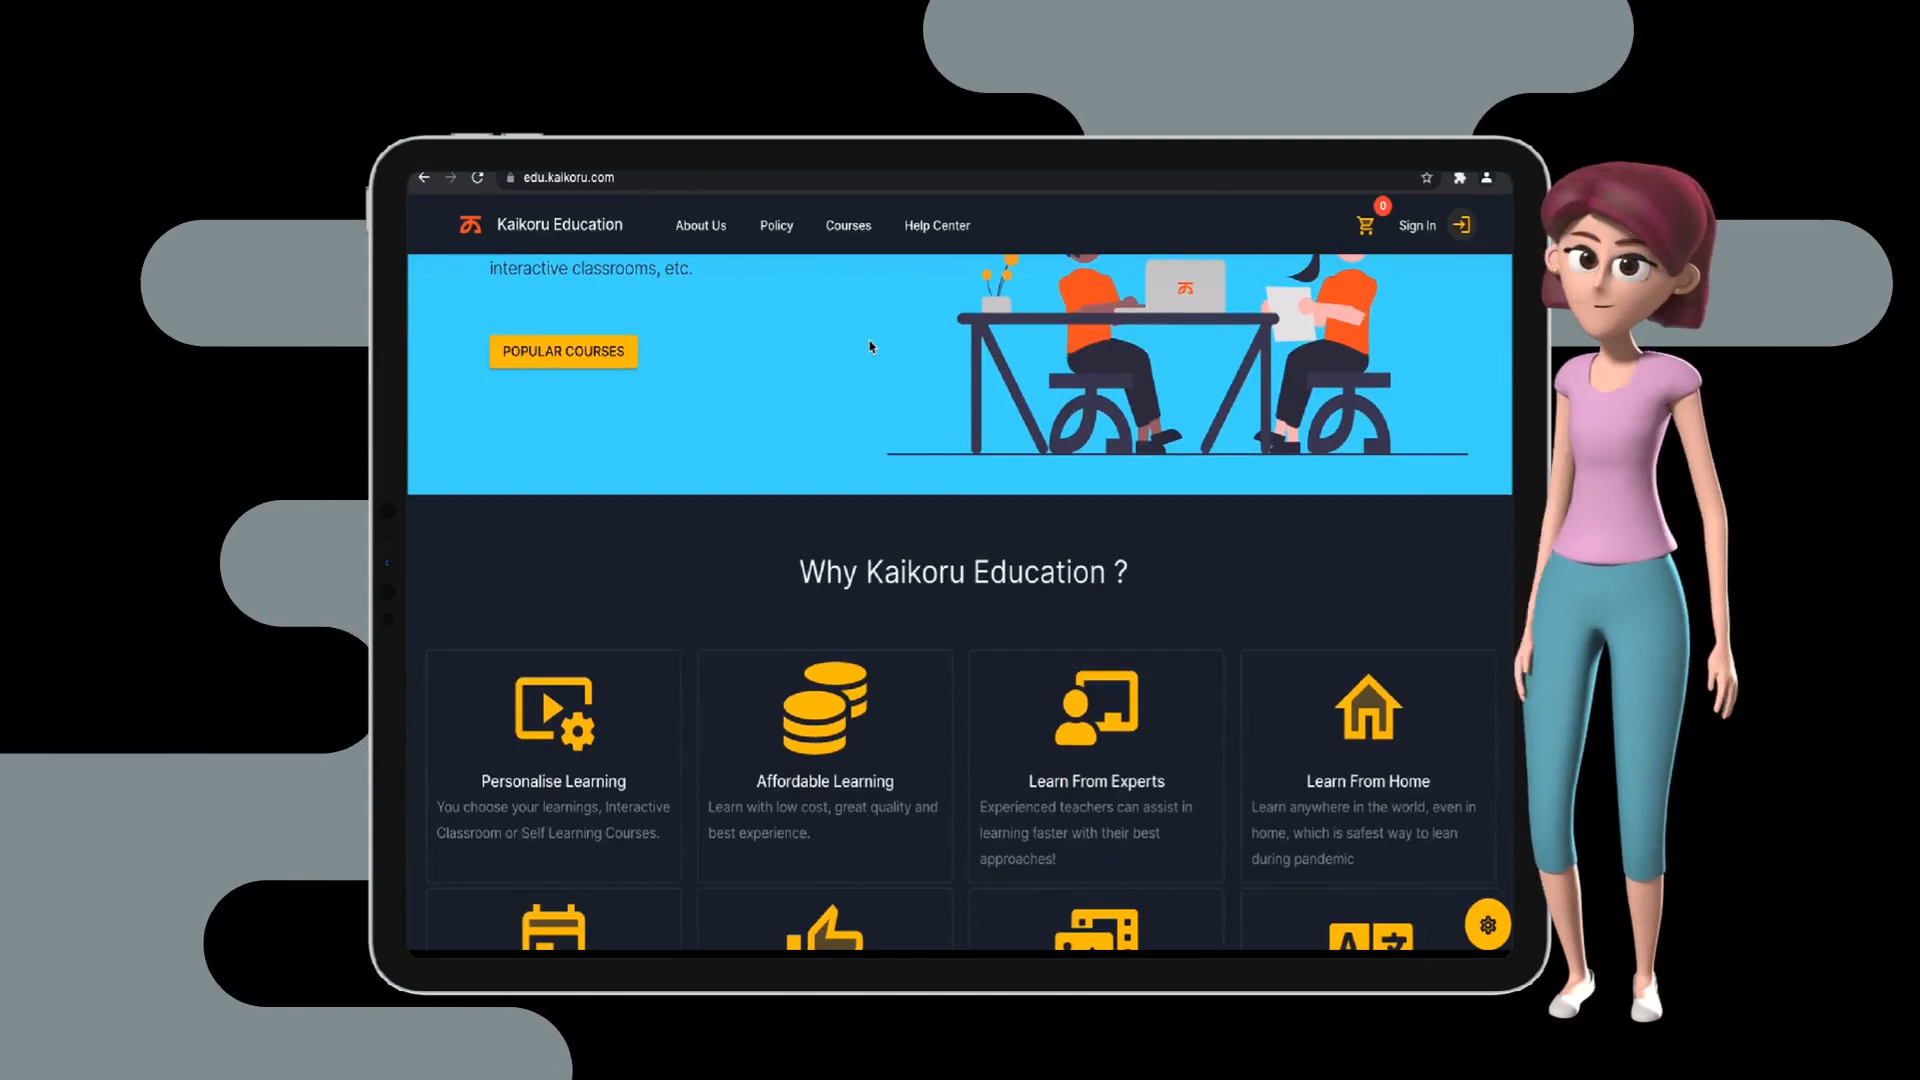 edu.kaikoru.com
Kaikoru Education
About Us
Policy
Courses
Help Center
0
Sign In
interactive classrooms, etc.
POPULAR COURSES
Why Kaikoru Education ?
Personalise Learning
You choose your learnings, Interactive
Classroom or Self Learning Courses.
Affordable Learning
Learn with low cost, great quality and
best experience.
Learn From Experts
Experienced teachers can assist in
learning faster with their best
approaches!
Learn From Home
Learn anywhere in the world, even in
home, which is safest way to lean
during pandemic